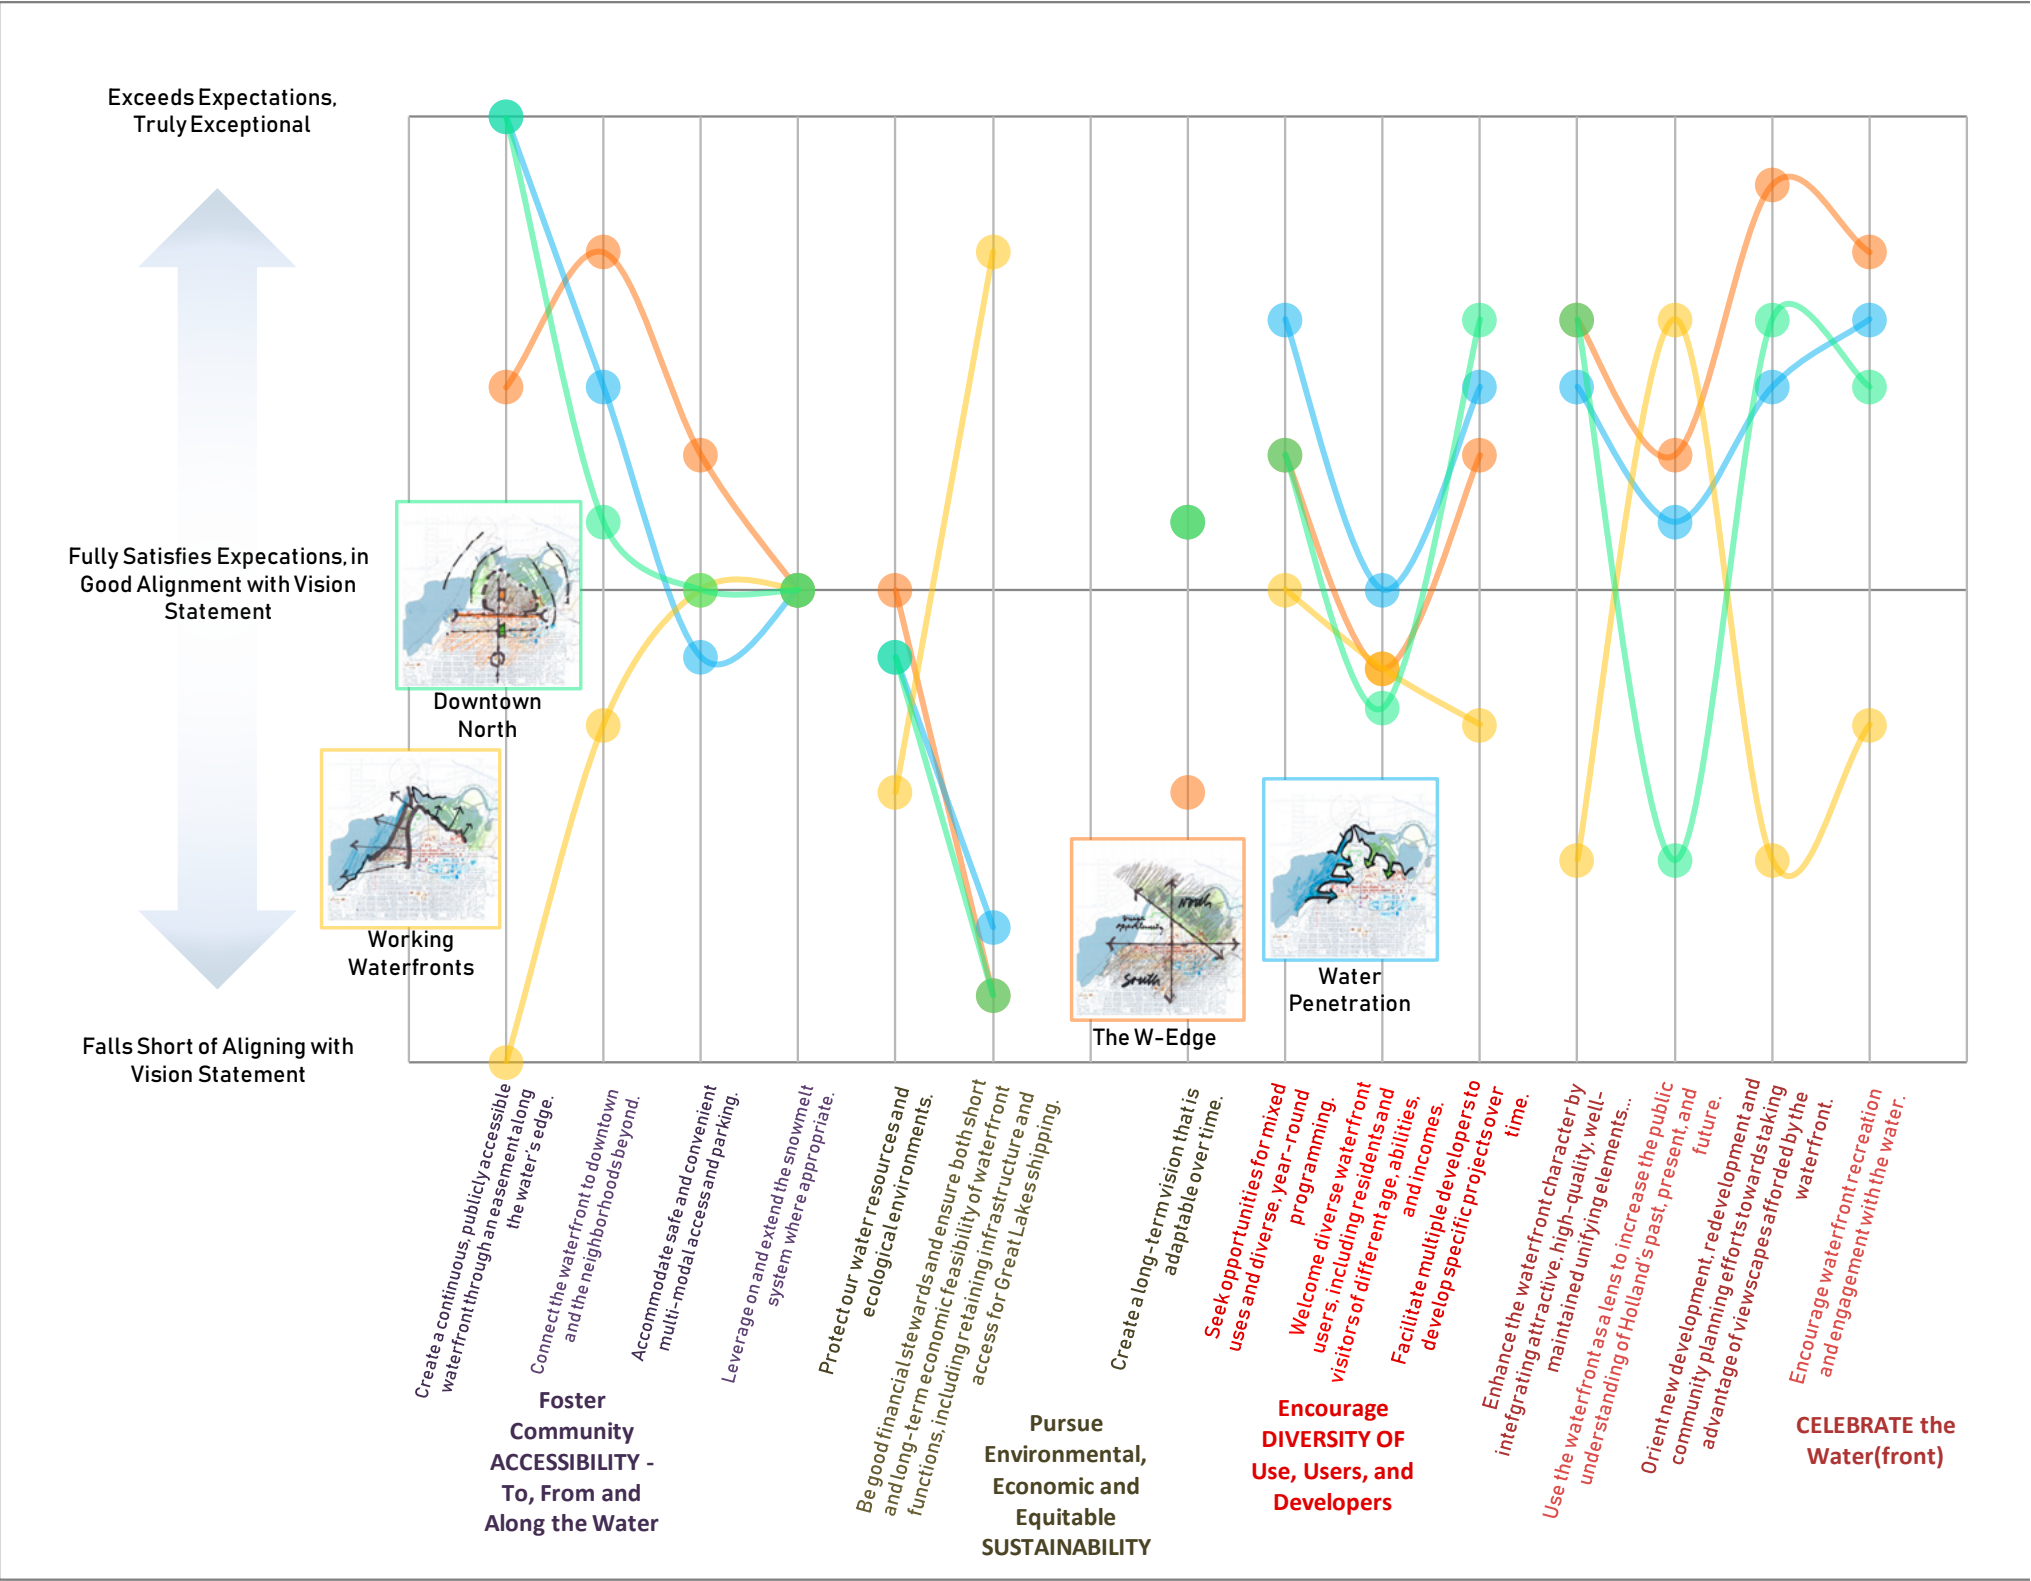 Exceeds Expectations,
Truly Exceptional
Fully Satisfies Expecations, in
Good Alignment with Vision
Statement
Falls Short of Aligning with
Vision Statement
Downtown
North
Working
Waterfronts
North
South
The W-Edge
Water
Penetration
Create a continuous, publicly accessible
waterfront through an easement along
the water's edge.
Connect the waterfront to downtown
and the neighborhoods beyond.
Accommodate safe and convenient
multi-modal access and parking.
Leverage on and extend the snowmelt
system where appropriate.
Protect our water resources and
ecological environments.
Be good financial stewards and ensure both short
and long-term economic feasibility of waterfront
functions, including retaining infrastructure and
access for Great Lakes shipping.
Create a long-term vision that is
adaptable over time.
Seek opportunities for mixed
uses and diverse, year-round
programming.
Welcome diverse waterfront
users, including residents and
visitors of different age, abilities,
and incomes.
Facilitate multiple developers to
develop specific projects over
time.
Enhance the waterfront character by
intefgrating attractive, high-quality, well-
maintained unifying elements...
Use the waterfront as a lens to increase the public
understanding of Holland's past, present, and
future.
Orient new development, redevelopment and
community planning efforts towards taking
advantage of viewscapes afforded by the
waterfront.
Encourage waterfront recreation
and engagement with the water.
Foster
Community
ACCESSIBILITY -
To, From and
Along the Water
Pursue
Environmental,
Economic and
Equitable
SUSTAINABILITY
Encourage
DIVERSITY OF
Use, Users, and
Developers
CELEBRATE the
Water(front)